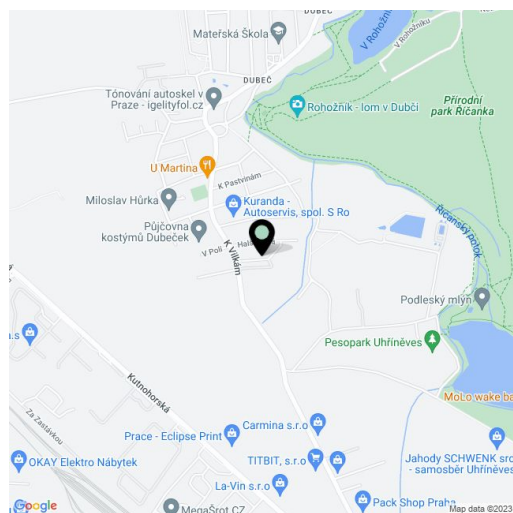 Mateřská Škola
V Rohožníku
V Rohožníku
DUBEČ
DUBEČ
Tónování autoskel v
Praze - igelityfol.cz
Rohožník - lom v Dubči
Přírodní
park Říčanka
U Martina
K Pastvinám
Miloslav Hůrka
Kuranda -
Autoservis, spol. S Ro
Půjčovna
kostýmů Dubeček
V Poli
K Vilkám
Říčanský potok
Podleský mlýn
Pesopark Uhříněves
Kutnohorská
MoLo wake ba
Za Zastávkou
Carmina s.r.o
Prace - Eclipse Print
Jahody SCHWENK sro
- samosběr Uhříněves
OKAY Elektro Nábytek
TITBIT, s.r.o
La-Vin s.r.o
Pack Shop Praha
MegaŠrot CZ
Google
Map data ©2023